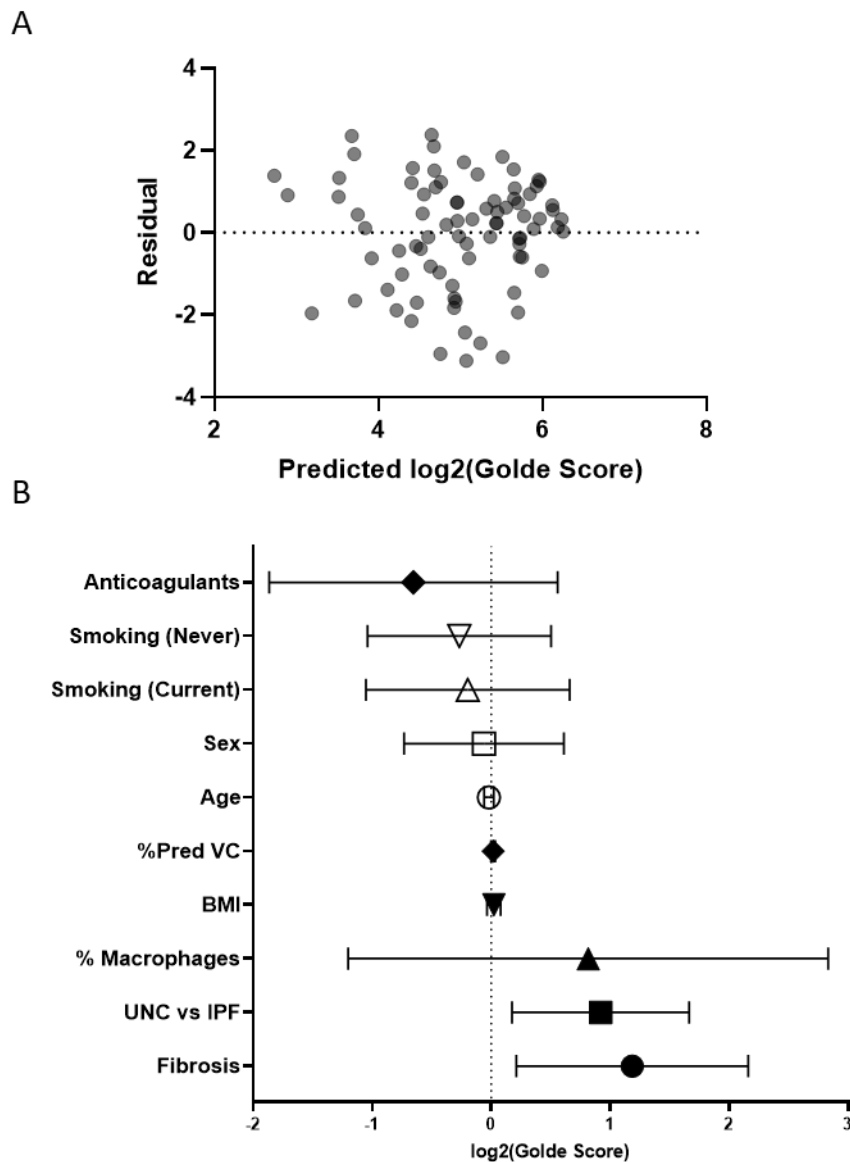 A
4
2
0
-2
-4
Residual
2 4 6 8
Predicted log2(Golde Score)
B
Anticoagulants
Smoking (Never)
Smoking (Current)
Sex
Age
%Pred VC
BMI
% Macrophages
UNC vs IPF
Fibrosis
-2 -1 0 1 2 3
log2(Golde Score)